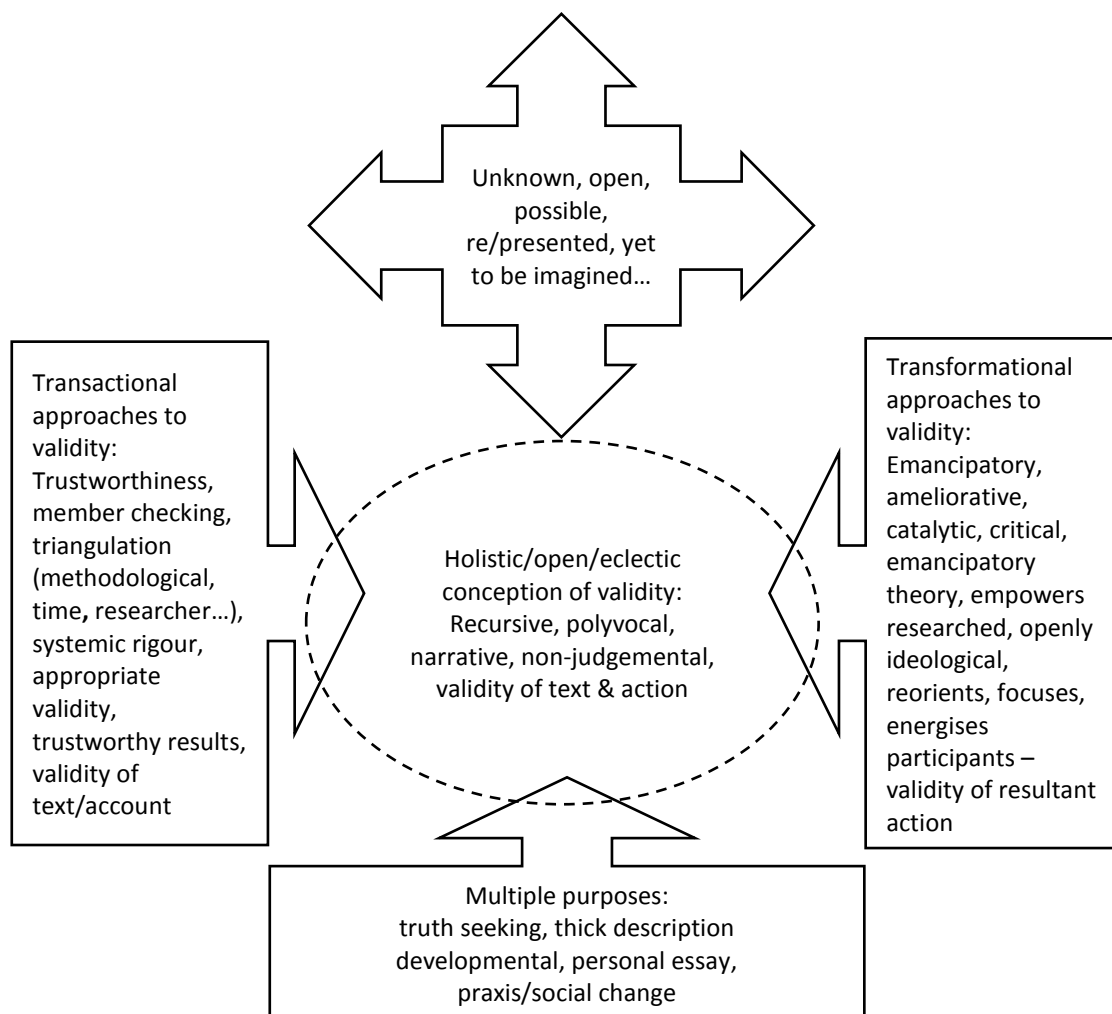 Unknown, open,
possible,
re/presented, yet
to be imagined…
Transactional
approaches to
validity:
Trustworthiness,
member checking,
triangulation
(methodological,
time, researcher…),
systemic rigour,
appropriate
validity,
trustworthy results,
validity of
text/account
Holistic/open/eclectic
conception of validity:
Recursive, polyvocal,
narrative, non-judgemental,
validity of text & action
Transformational
approaches to
validity:
Emancipatory,
ameliorative,
catalytic, critical,
emancipatory
theory, empowers
researched, openly
ideological,
reorients, focuses,
energises
participants –
validity of resultant
action
Multiple purposes:
truth seeking, thick description
developmental, personal essay,
praxis/social change